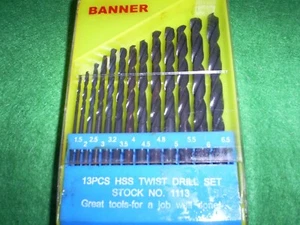 BANNER
1.5 2.5 3.2 4 4.8 5.5 6.5
2 3 3.5 4.5 5 6
13PCS HSS TWIST DRILL SET
STOCK NO. 1113
Great tools-for a job well done!